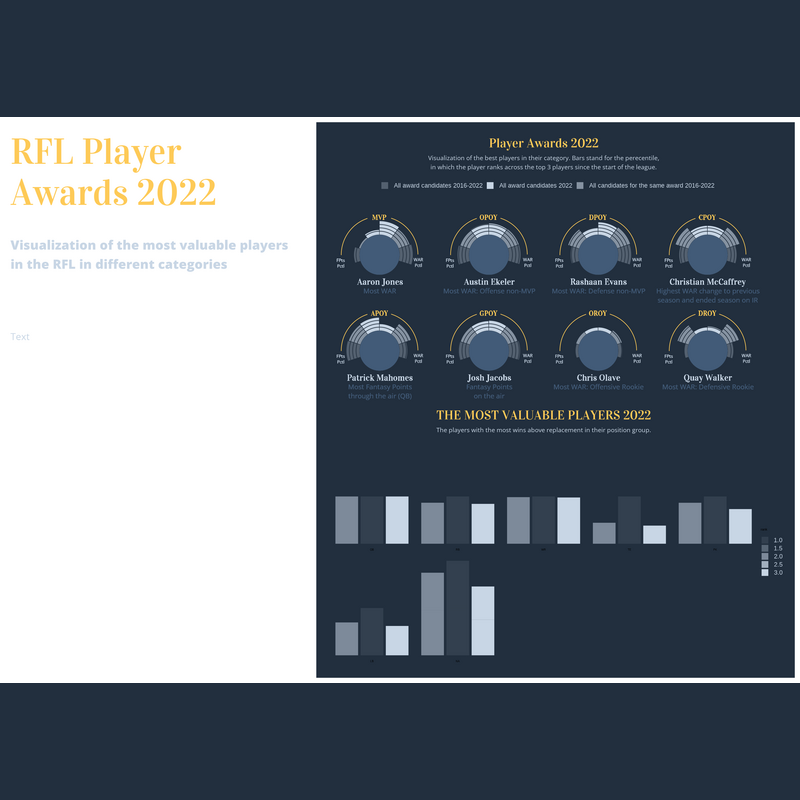 RFL Player
Awards 2022
Visualization of the most valuable players
in the RFL in different categories
Text
Player Awards 2022
Visualization of the best players in their category. Bars stand for the perecentile,
in which the player ranks across the top 3 players since the start of the league.
All award candidates 2016-2022 All award candidates 2022 All candidates for the same award 2016-2022
MVP
FPts
Pctl
WAR
Pctl
Aaron Jones
Most WAR
OPOY
FPts
Pctl
WAR
Pctl
Austin Ekeler
Most WAR: Offense non-MVP
DPOY
FPts
Pctl
WAR
Pctl
Rashaan Evans
Most WAR: Defense non-MVP
CPOY
FPts
Pctl
WAR
Pctl
Christian McCaffrey
Highest WAR change to previous
season and ended season on IR
APOY
FPts
Pctl
WAR
Pctl
Patrick Mahomes
Most Fantasy Points
through the air (QB)
GPOY
FPts
Pctl
WAR
Pctl
Josh Jacobs
Fantasy Points
on the air
OROY
FPts
Pctl
WAR
Pctl
Chris Olave
Most WAR: Offensive Rookie
DROY
FPts
Pctl
WAR
Pctl
Quay Walker
Most WAR: Defensive Rookie
THE MOST VALUABLE PLAYERS 2022
The players with the most wins above replacement in their position group.
1.0
1.5
2.0
2.5
3.0